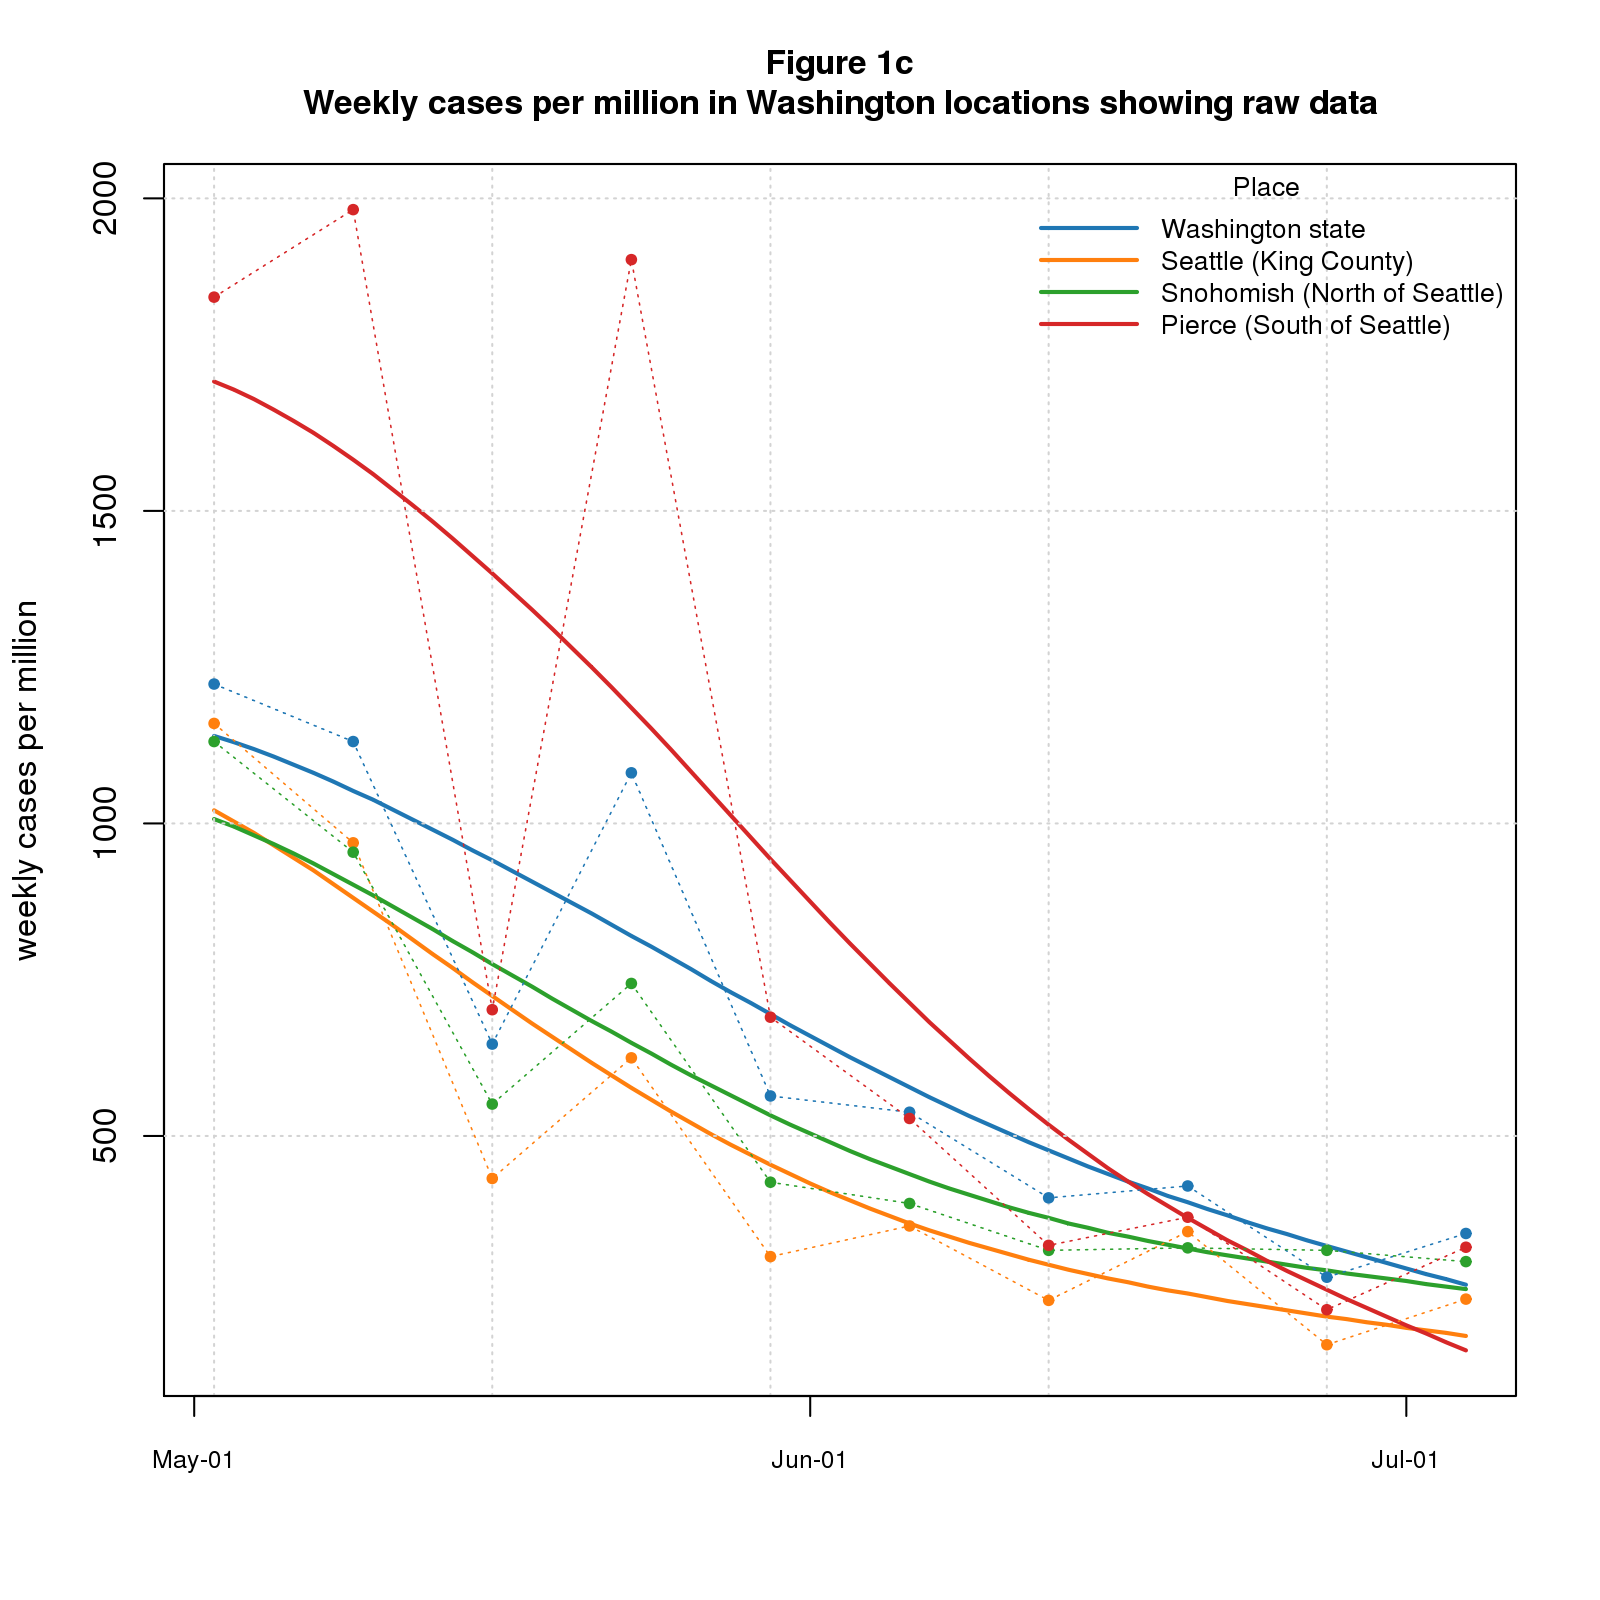 Figure 1c
Weekly cases per million in Washington locations showing raw data
Place
Washington state
Seattle (King County)
Snohomish (North of Seattle)
Pierce (South of Seattle)
weekly cases per million
2000
1500
1000
500
May-01
Jun-01
Jul-01